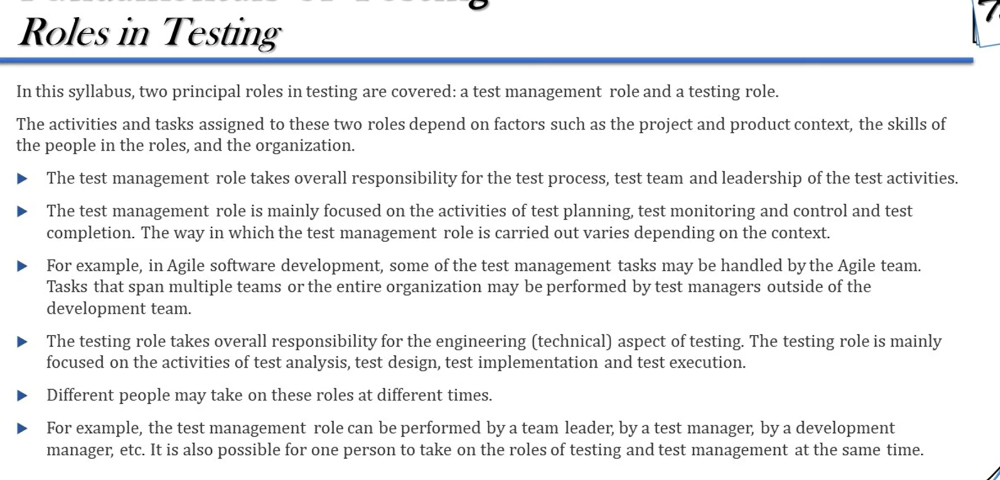 Fundamentals of Testing
Roles in Testing
In this syllabus, two principal roles in testing are covered: a test management role and a testing role.
The activities and tasks assigned to these two roles depend on factors such as the project and product context, the skills of
the people in the roles, and the organization.
The test management role takes overall responsibility for the test process, test team and leadership of the test activities.
The test management role is mainly focused on the activities of test planning, test monitoring and control and test
completion. The way in which the test management role is carried out varies depending on the context.
For example, in Agile software development, some of the test management tasks may be handled by the Agile team.
Tasks that span multiple teams or the entire organization may be performed by test managers outside of the
development team.
The testing role takes overall responsibility for the engineering (technical) aspect of testing. The testing role is mainly
focused on the activities of test analysis, test design, test implementation and test execution.
Different people may take on these roles at different times.
For example, the test management role can be performed by a team leader, by a test manager, by a development
manager, etc. It is also possible for one person to take on the roles of testing and test management at the same time.